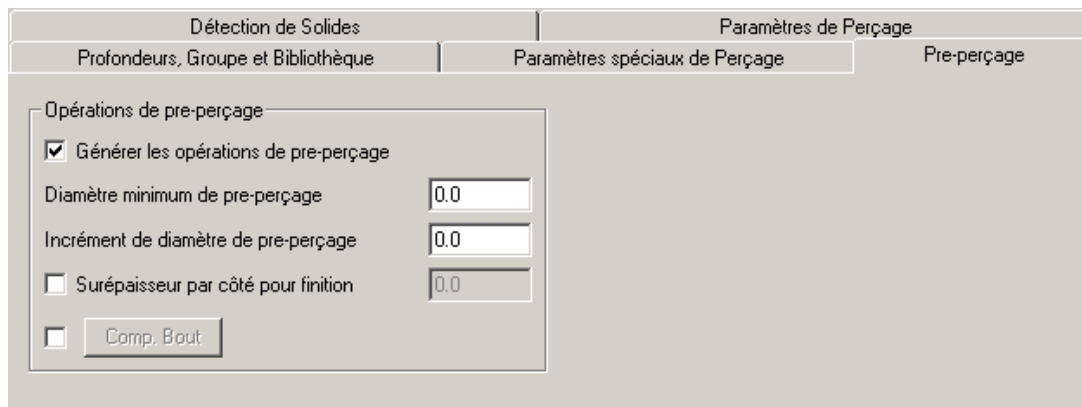 Détection de Solides
Paramètres de Perçage
Profondeurs, Groupe et Bibliothèque
Paramètres spéciaux de Perçage
Pre-perçage
Opérations de pre-perçage
Générer les opérations de pre-perçage
Diamètre minimum de pre-perçage 0.0
Incrément de diamètre de pre-perçage 0.0
Surépaisseur par côté pour finition 0.0
Comp. Bout